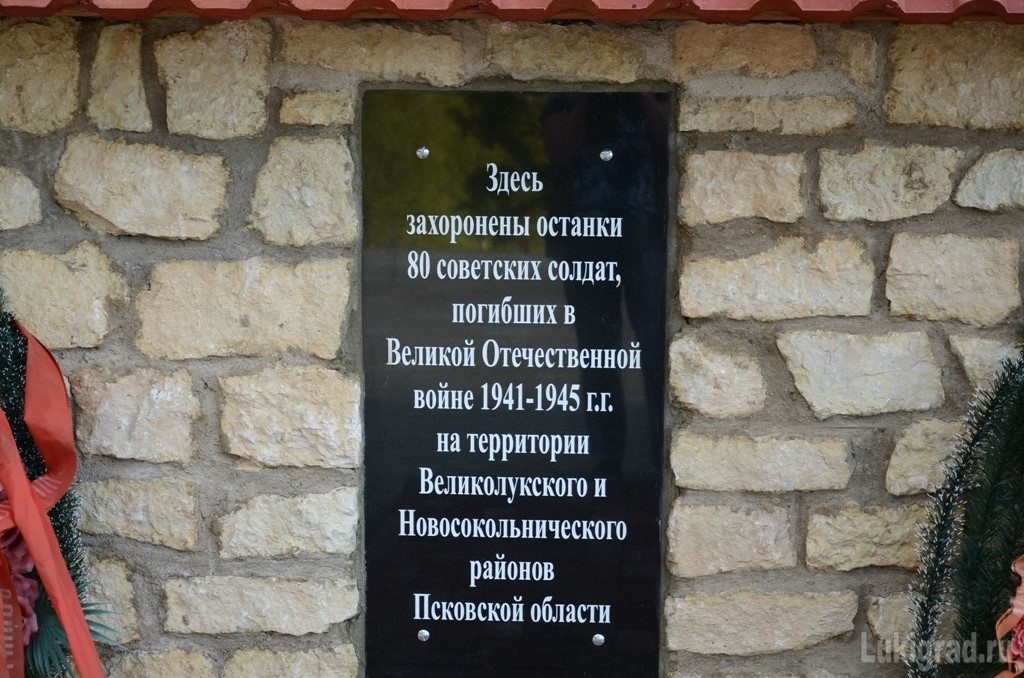 Здесь
захоронены останки
80 советских солдат,
погибших в
Великой Отечественной
войне 1941-1945 г.г.
на территории
Великолукского и
Новосокольнического
районов
Псковской области
Lukigrad.ru